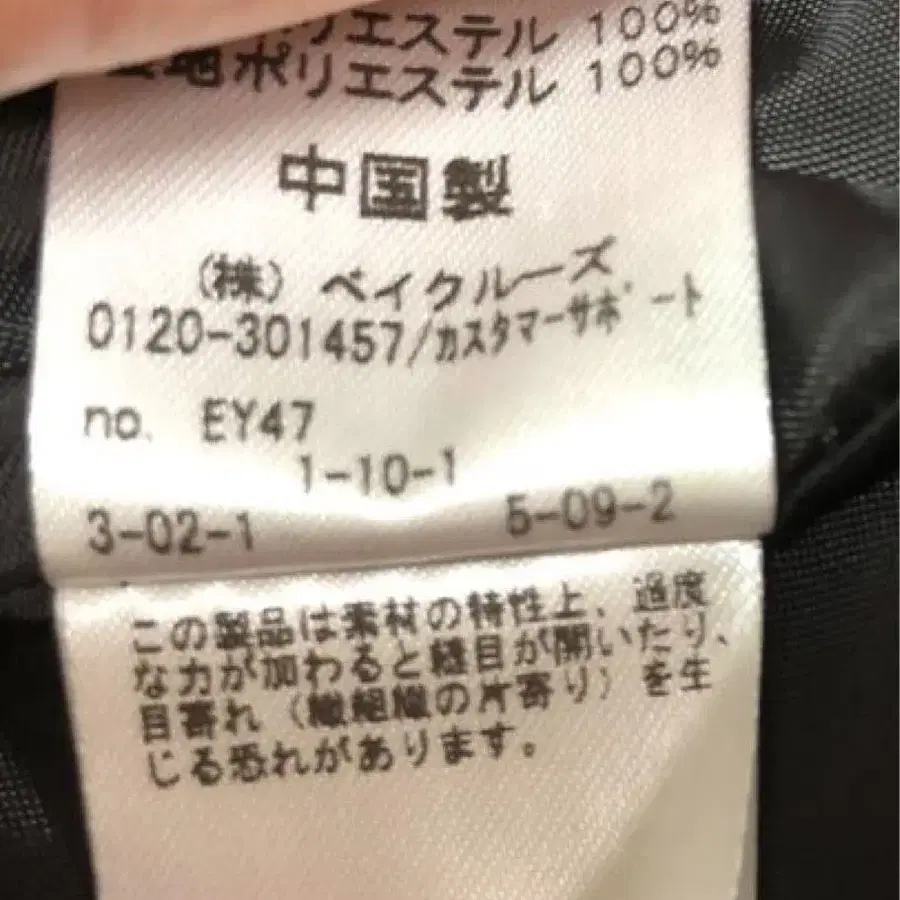 ポリエステル 100%
地ポリエステル 100%
中国製
(株) ベイクルーズ
0120-301457/カスタマーサポート
no. EY47
1-10-1
3-02-1 5-09-2
この製品は素材の特性上、過度
な力が加わると縫目が開いたり、
目寄れ(繊組織の片寄り)を生
じる恐れがあります。